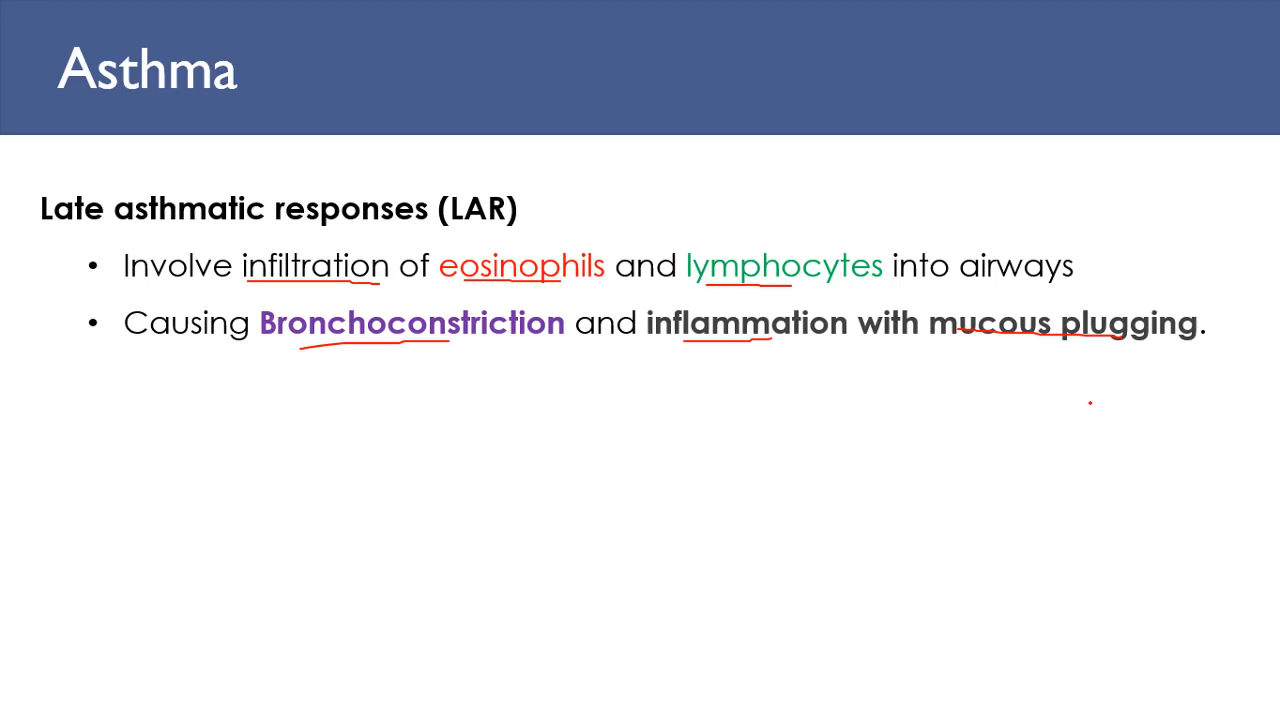 Asthma
Late asthmatic responses (LAR)
• Involve infiltration of eosinophils and lymphocytes into airways
• Causing Bronchoconstriction and inflammation with mucous plugging.